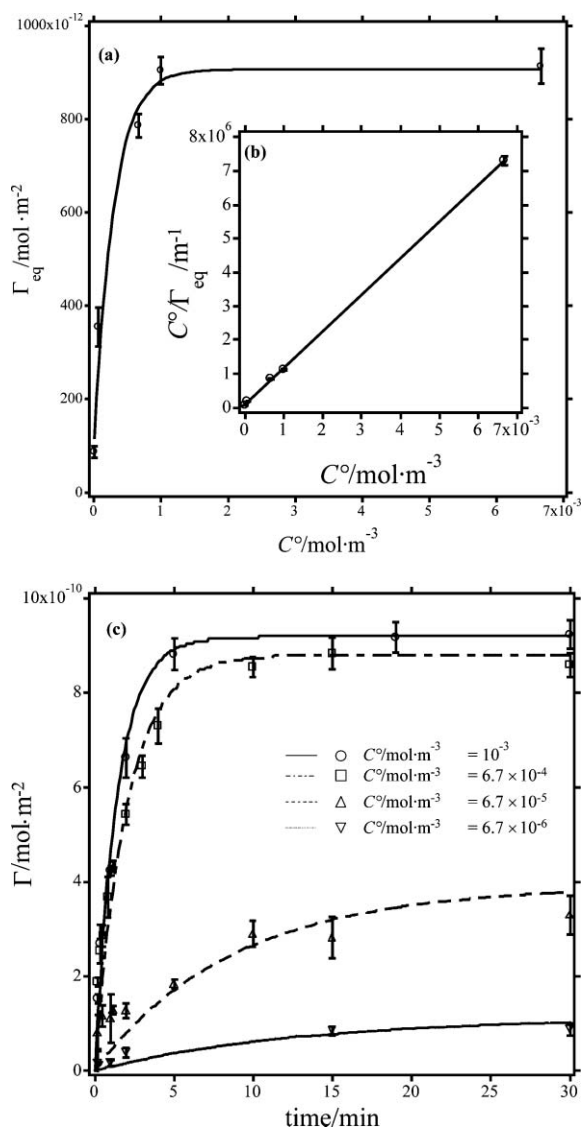 1000x10⁻¹²
(a)
800
600
400
200
0
Γeq/mol·m⁻²
0 1 2 3 4 5 6 7x10⁻³
C°/mol·m⁻³
8x10⁶
(b)
7
6
5
4
3
2
1
0
C°/Γeq/m⁻¹
0 1 2 3 4 5 6 7x10⁻³
C°/mol·m⁻³
10x10⁻¹⁰
(c)
8
6
4
2
0
Γ/mol·m⁻²
C°/mol·m⁻³ = 10⁻³
C°/mol·m⁻³ = 6.7 × 10⁻⁴
C°/mol·m⁻³ = 6.7 × 10⁻⁵
C°/mol·m⁻³ = 6.7 × 10⁻⁶
0 5 10 15 20 25 30
time/min